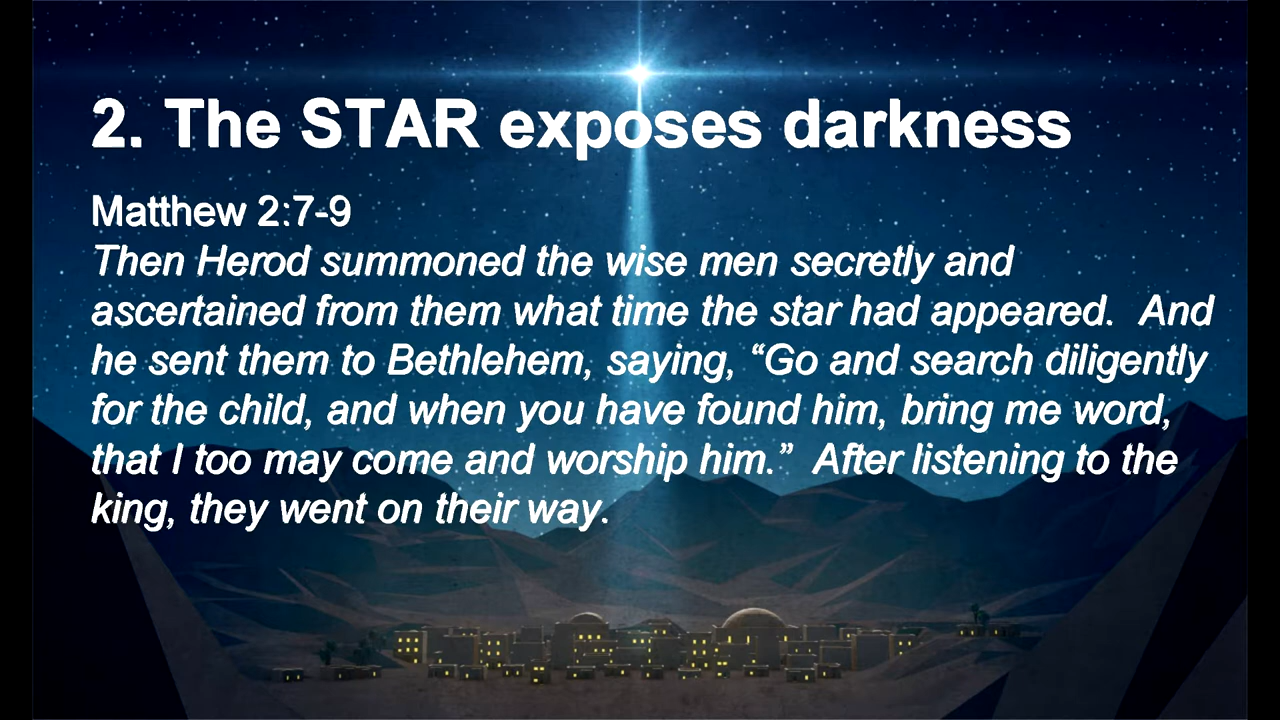 2. The STAR exposes darkness
Matthew 2:7-9
Then Herod summoned the wise men secretly and
ascertained from them what time the star had appeared.  And
he sent them to Bethlehem, saying, “Go and search diligently
for the child, and when you have found him, bring me word,
that I too may come and worship him.”  After listening to the
king, they went on their way.